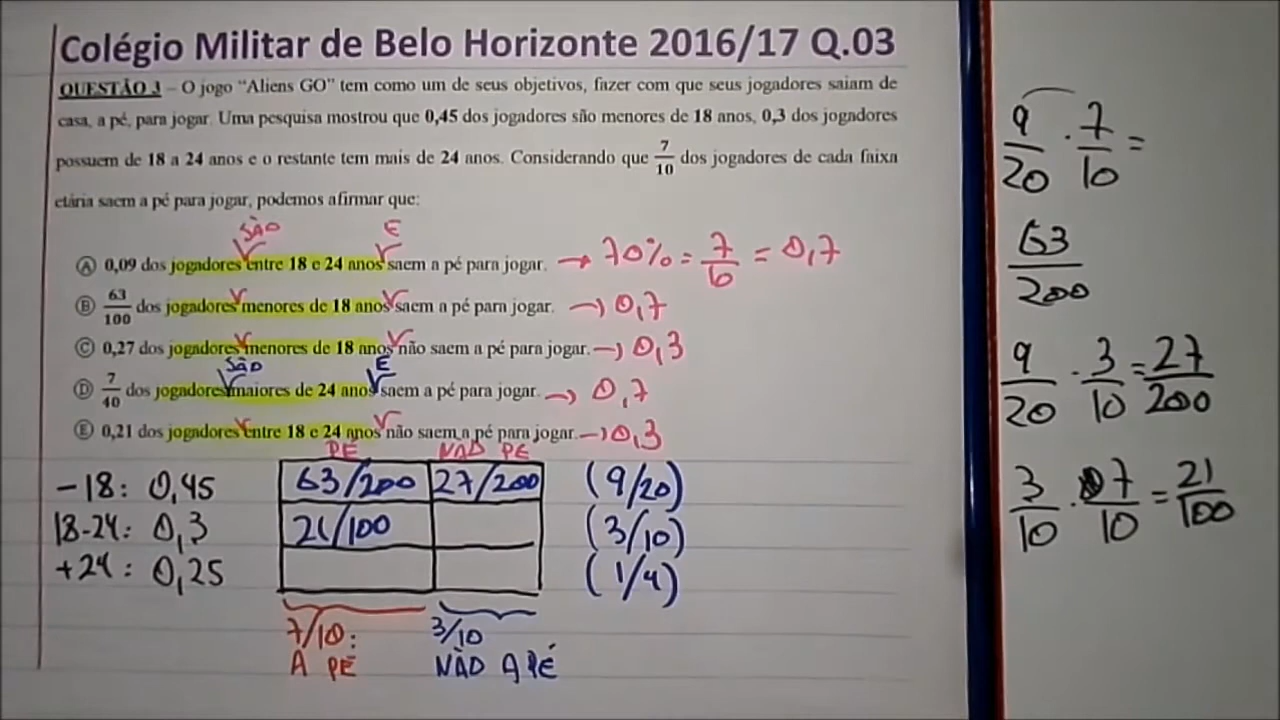 Colégio Militar de Belo Horizonte 2016/17 Q.03
QUESTÃO 3 – O jogo “Aliens GO” tem como um de seus objetivos, fazer com que seus jogadores saiam de
casa, a pé, para jogar. Uma pesquisa mostrou que 0,45 dos jogadores são menores de 18 anos, 0,3 dos jogadores
possuem de 18 a 24 anos e o restante tem mais de 24 anos. Considerando que 7/10 dos jogadores de cada faixa
etária saem a pé para jogar, podemos afirmar que:
SÃO E
A 0,09 dos jogadores entre 18 e 24 anos saem a pé para jogar. → 70% = 7/6 = 0,7
B 63/100 dos jogadores menores de 18 anos saem a pé para jogar. → 0,7
C 0,27 dos jogadores menores de 18 anos não saem a pé para jogar. → 0,3
SÃO E
D 7/40 dos jogadores maiores de 24 anos saem a pé para jogar. → 0,7
E 0,21 dos jogadores entre 18 e 24 anos não saem a pé para jogar. → 0,3
PÉ NÃO PÉ
-18: 0,45 63/200 27/200 (9/20)
18-24: 0,3 21/100 (3/10)
+24: 0,25 (1/4)
7/10: 3/10
A PÉ NÃO A PÉ
9/20 . 7/10 =
63/200
9/20 . 3/10 = 27/200
3/10 . 7/10 = 21/100